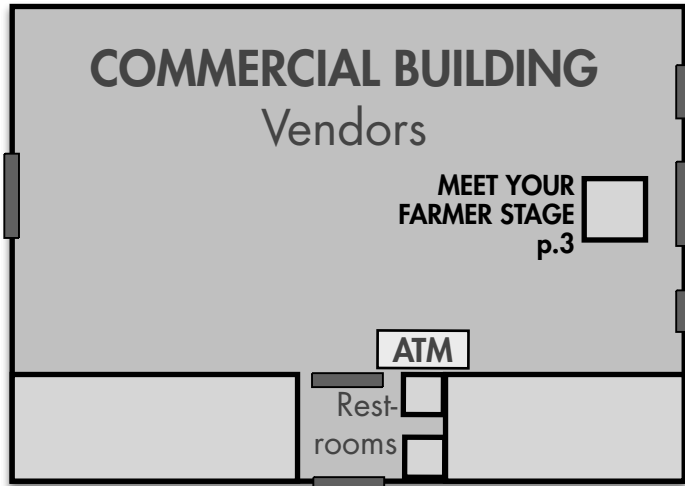 COMMERCIAL BUILDING
Vendors
MEET YOUR
FARMER STAGE
p.3
ATM
Rest-
rooms